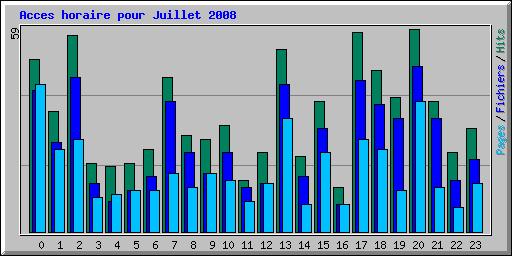 Acces horaire pour Juillet 2008
59
Pages / Fichiers / Hits
0 1 2 3 4 5 6 7 8 9 10 11 12 13 14 15 16 17 18 19 20 21 22 23